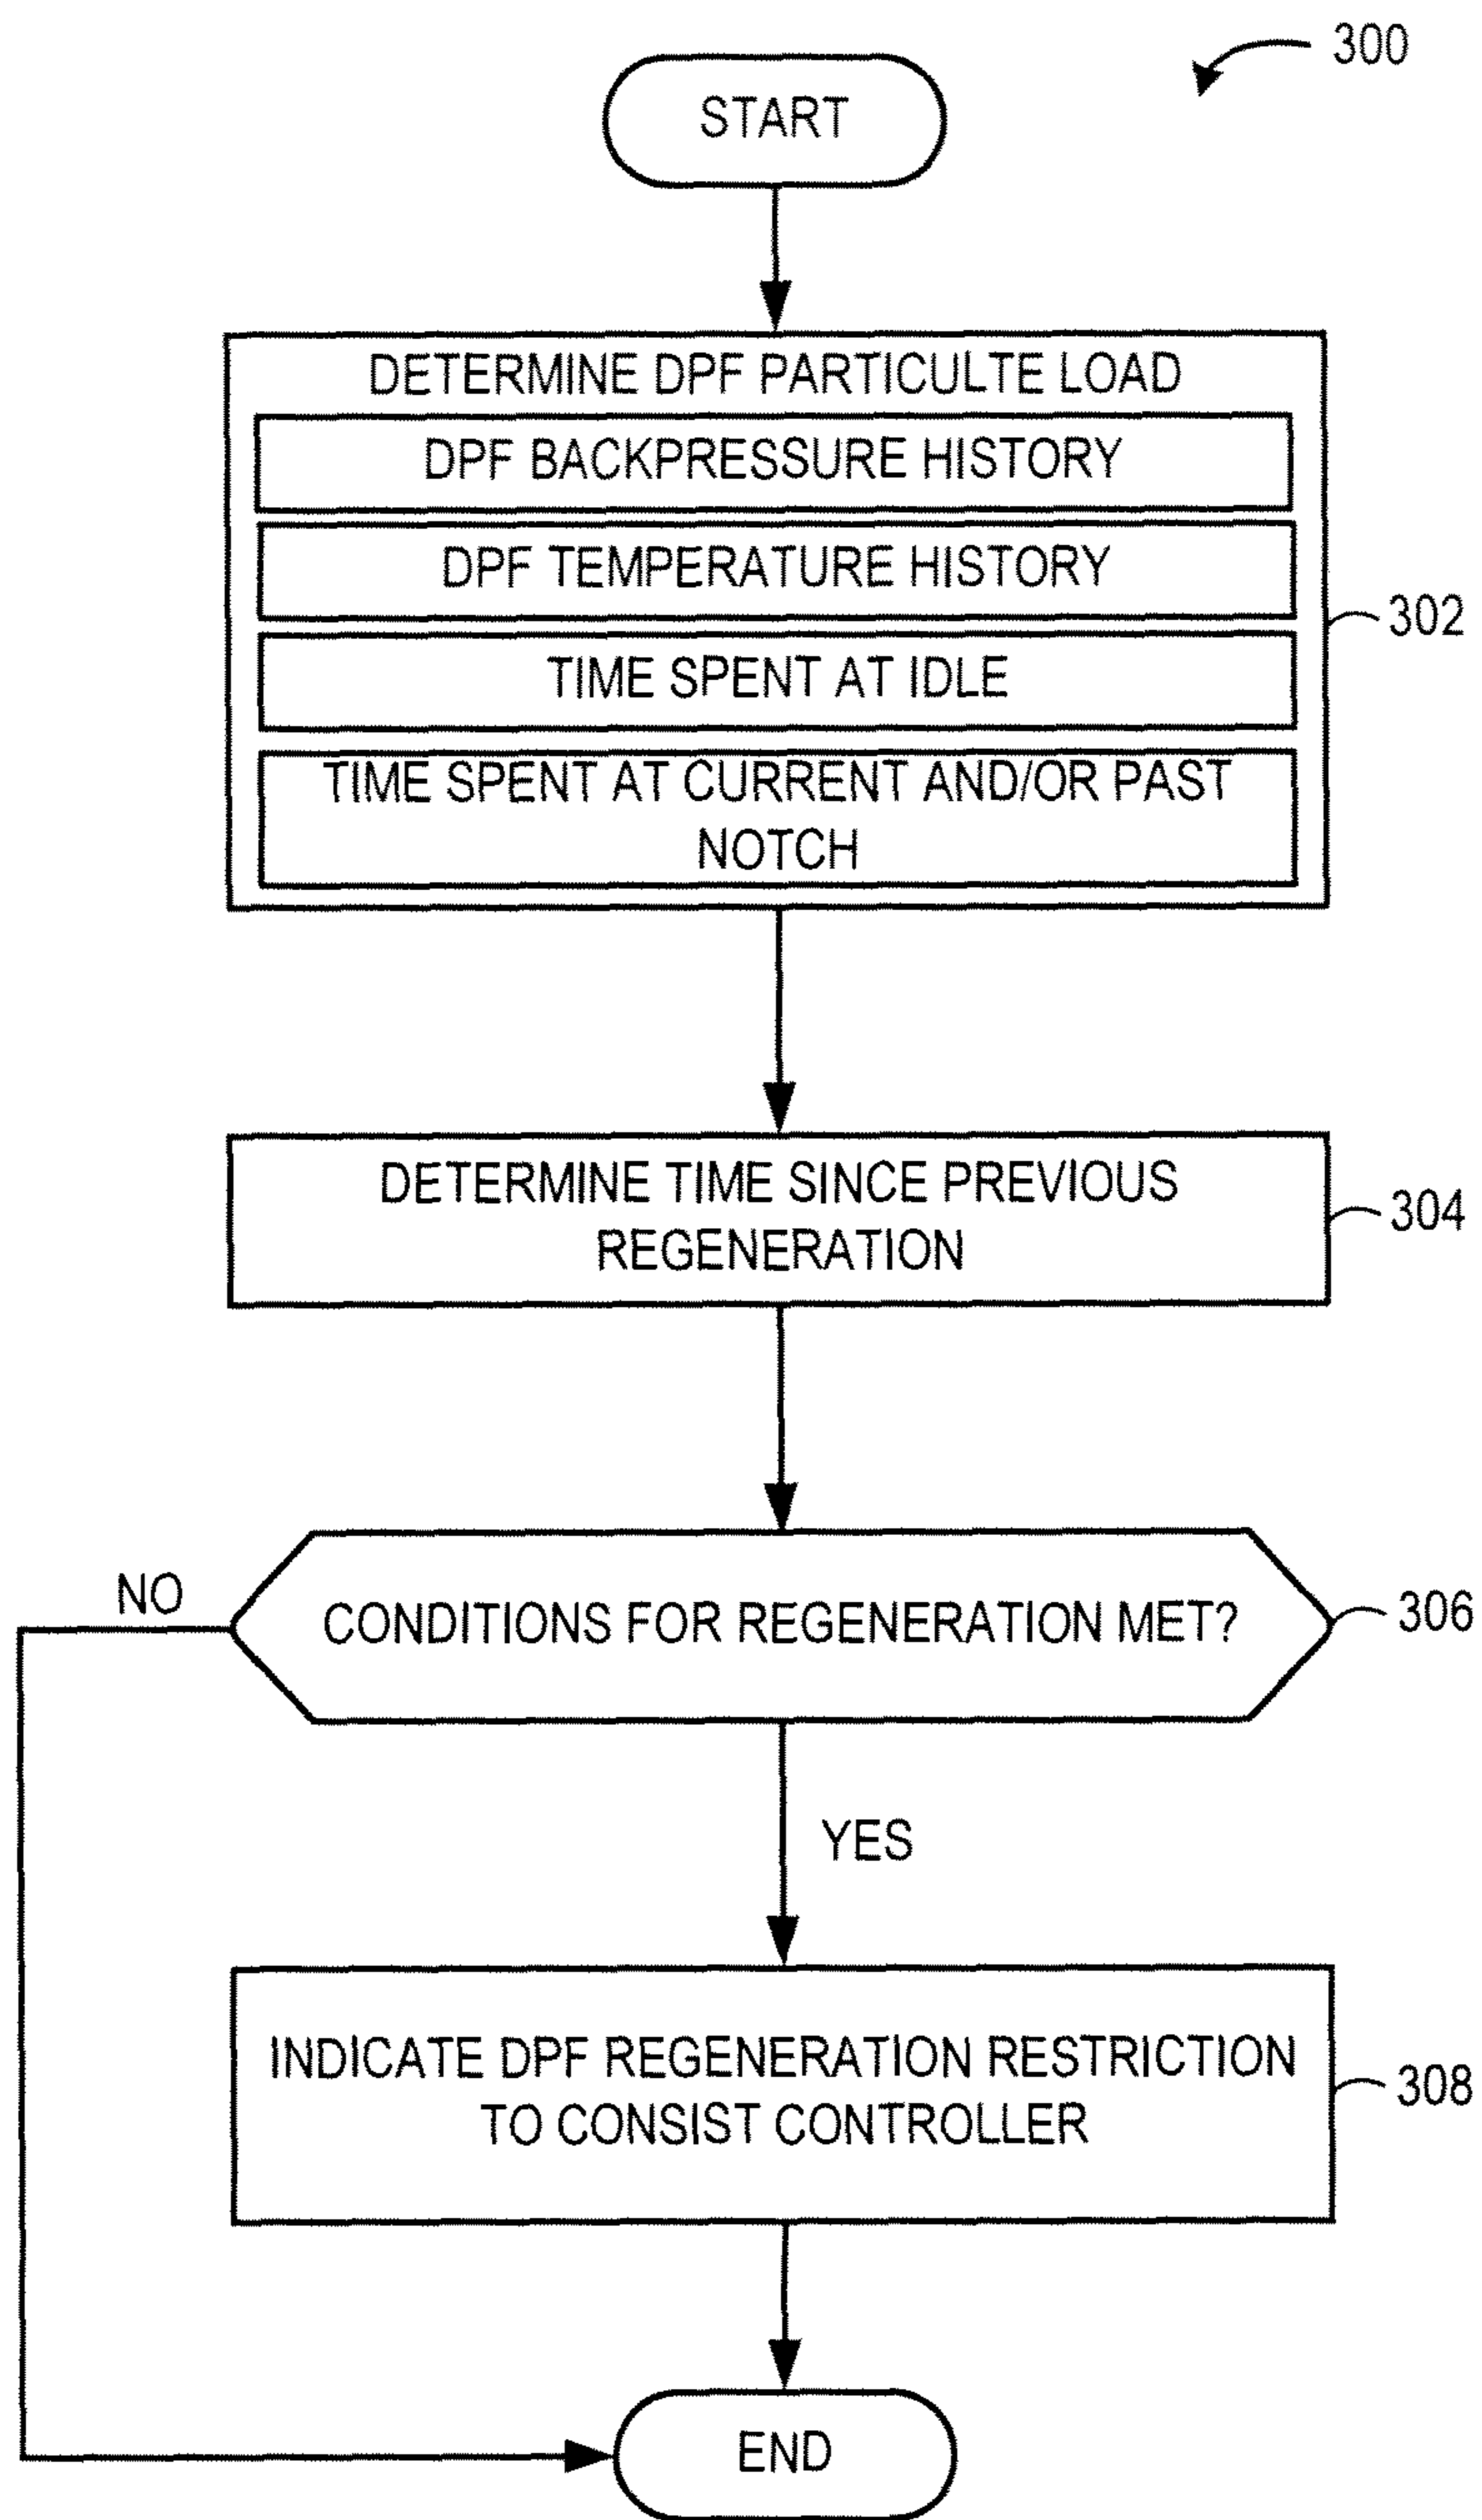 300
START
DETERMINE DPF PARTICULTE LOAD
DPF BACKPRESSURE HISTORY
DPF TEMPERATURE HISTORY
302
TIME SPENT AT IDLE
TIME SPENT AT CURRENT AND/OR PAST
NOTCH
DETERMINE TIME SINCE PREVIOUS
REGENERATION
304
NO
CONDITIONS FOR REGENERATION MET?
306
YES
INDICATE DPF REGENERATION RESTRICTION
TO CONSIST CONTROLLER
308
END